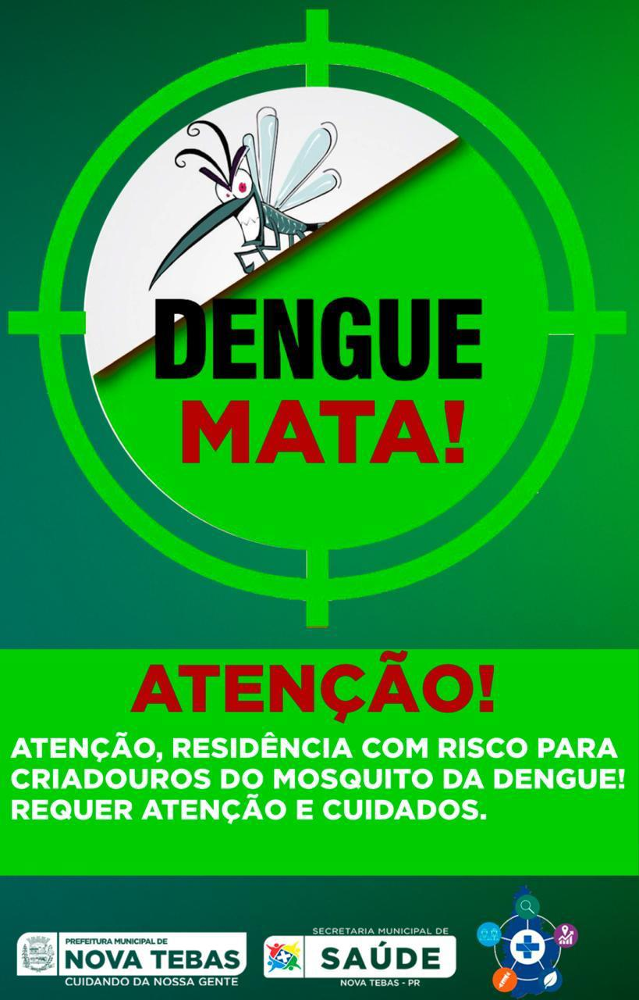 DENGUE
MATA!
ATENÇÃO!
ATENÇÃO, RESIDÊNCIA COM RISCO PARA
CRIADOUROS DO MOSQUITO DA DENGUE!
REQUER ATENÇÃO E CUIDADOS.
PREFEITURA MUNICIPAL DE
NOVA TEBAS
CUIDANDO DA NOSSA GENTE
SECRETARIA MUNICIPAL DE
SAÚDE
NOVA TEBAS - PR